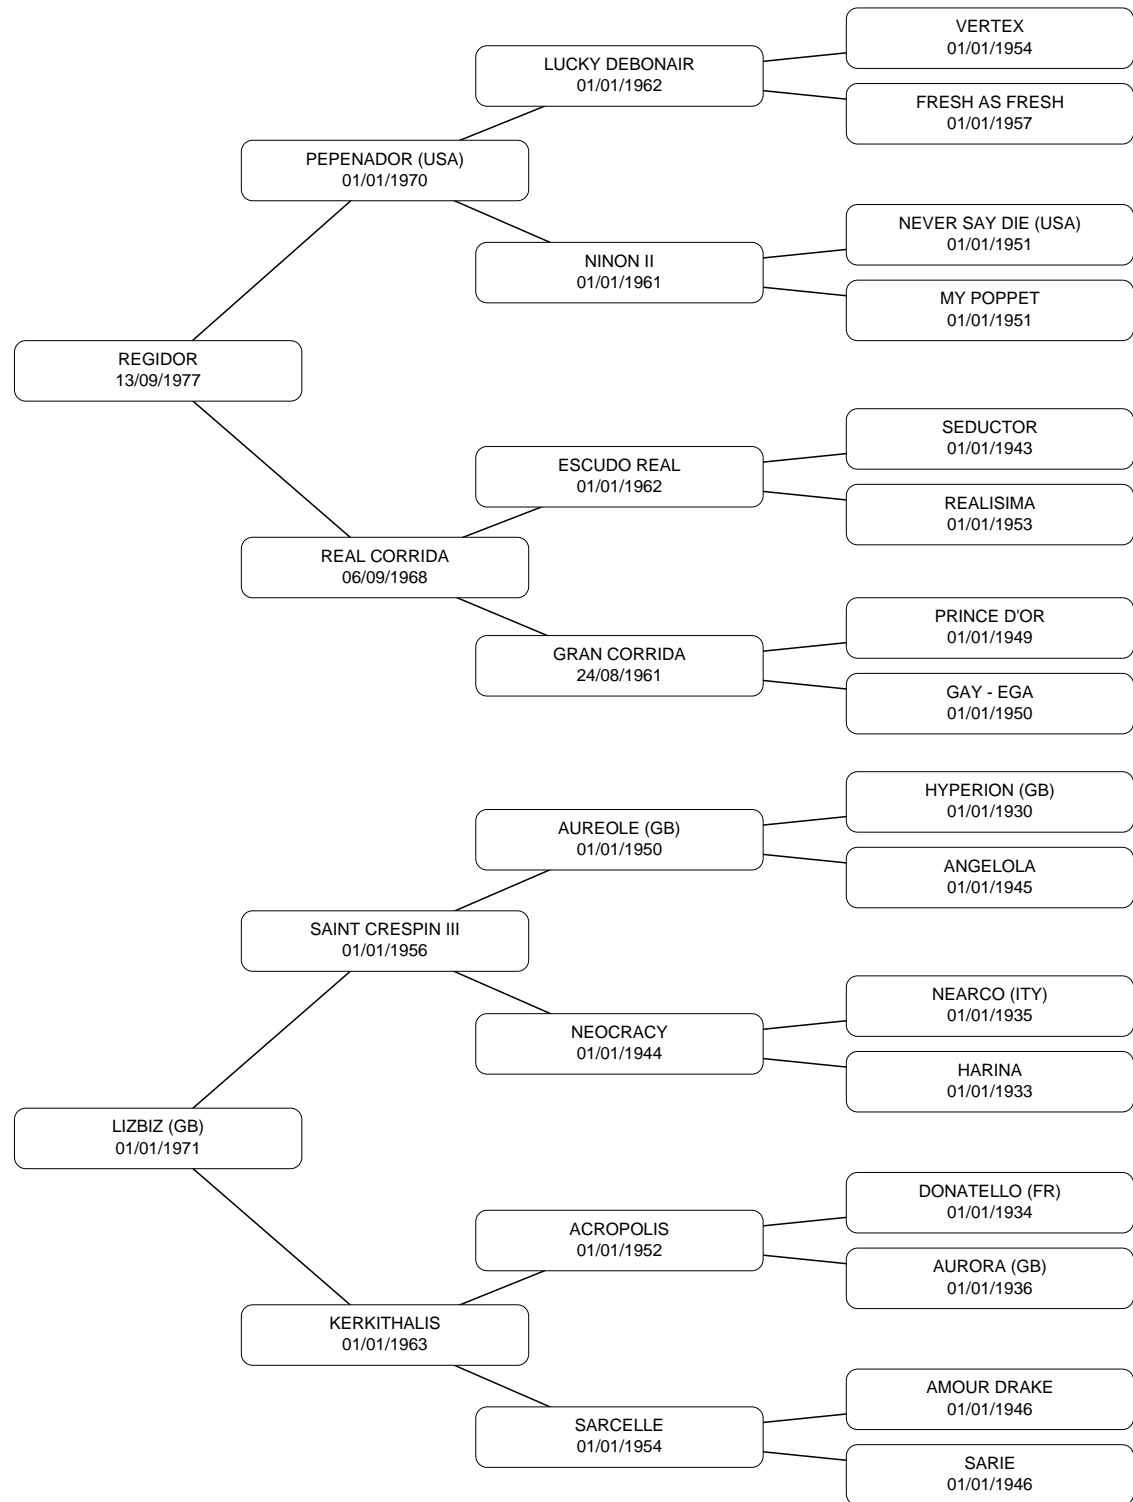 VERTEX
01/01/1954
LUCKY DEBONAIR
01/01/1962
FRESH AS FRESH
01/01/1957
PEPENADOR (USA)
01/01/1970
NEVER SAY DIE (USA)
01/01/1951
NINON II
01/01/1961
MY POPPET
01/01/1951
REGIDOR
13/09/1977
SEDUCTOR
01/01/1943
ESCUDO REAL
01/01/1962
REALISIMA
01/01/1953
REAL CORRIDA
06/09/1968
PRINCE D'OR
01/01/1949
GRAN CORRIDA
24/08/1961
GAY - EGA
01/01/1950
HYPERION (GB)
01/01/1930
AUREOLE (GB)
01/01/1950
ANGELOLA
01/01/1945
SAINT CRESPIN III
01/01/1956
NEARCO (ITY)
01/01/1935
NEOCRACY
01/01/1944
HARINA
01/01/1933
LIZBIZ (GB)
01/01/1971
DONATELLO (FR)
01/01/1934
ACROPOLIS
01/01/1952
AURORA (GB)
01/01/1936
KERKITHALIS
01/01/1963
AMOUR DRAKE
01/01/1946
SARCELLE
01/01/1954
SARIE
01/01/1946